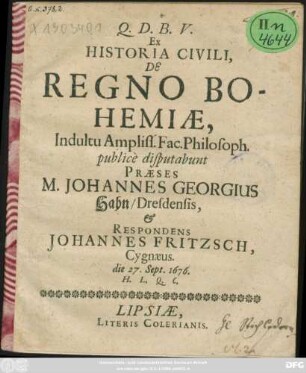 Q. D. B. V.
Ex
HISTORIA CIVILI,
De
REGNO BO-
HEMIÆ,
Indultu Ampliss. Fac. Philosoph.
publicè disputabunt
PRÆSES
M. JOHANNES GEORGIUS
Hahn/Dresdensis,
&
RESPONDENS
JOHANNES FRITZSCH,
Cygnæus.
die 27. Sept. 1676.
H. L. Q. C.
LIPSIÆ,
LITERIS COLERIANIS.
II n
4644